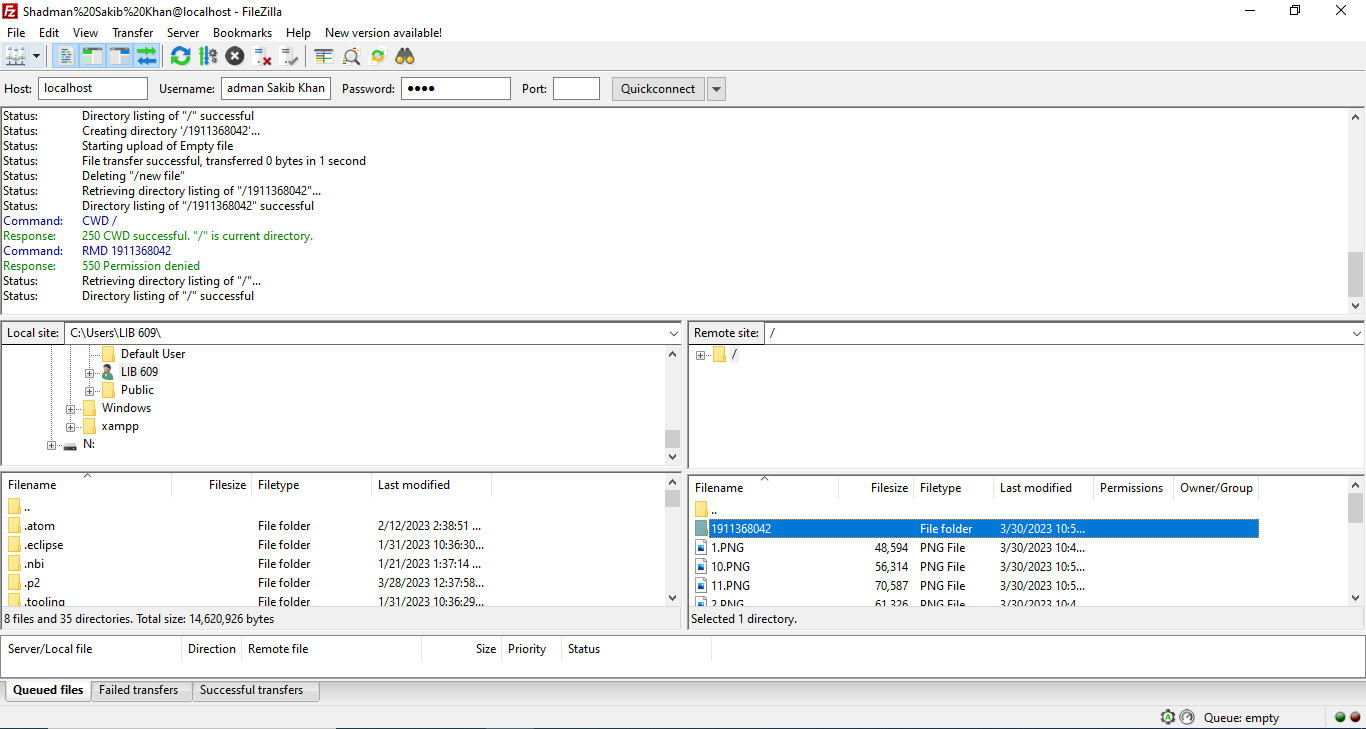 Shadman%20Sakib%20Khan@localhost - FileZilla
File Edit View Transfer Server Bookmarks Help New version available!
Host: localhost Username: adman Sakib Khan Password: ●●●● Port: Quickconnect
Status: Directory listing of "/" successful
Status: Creating directory '/1911368042'...
Status: Starting upload of Empty file
Status: File transfer successful, transferred 0 bytes in 1 second
Status: Deleting "/new file"
Status: Retrieving directory listing of "/1911368042"...
Status: Directory listing of "/1911368042" successful
Command: CWD /
Response: 250 CWD successful. "/" is current directory.
Command: RMD 1911368042
Response: 550 Permission denied
Status: Retrieving directory listing of "/"...
Status: Directory listing of "/" successful
Local site: C:\Users\LIB 609\
Default User
LIB 609
Public
Windows
xampp
N:
Filename Filesize Filetype Last modified
..
.atom File folder 2/12/2023 2:38:51 ...
.eclipse File folder 1/31/2023 10:36:30...
.nbi File folder 1/21/2023 1:37:14 ...
.p2 File folder 3/28/2023 12:37:58...
.tooling File folder 1/31/2023 10:36:29...
8 files and 35 directories. Total size: 14,620,926 bytes
Remote site: /
/
Filename Filesize Filetype Last modified Permissions Owner/Group
..
1911368042 File folder 3/30/2023 10:5...
1.PNG 48,594 PNG File 3/30/2023 10:4...
10.PNG 56,314 PNG File 3/30/2023 10:5...
11.PNG 70,587 PNG File 3/30/2023 10:5...
2.PNG 61,326 PNG File 3/30/2023 10:4...
Selected 1 directory.
Server/Local file Direction Remote file Size Priority Status
Queued files Failed transfers Successful transfers
Queue: empty